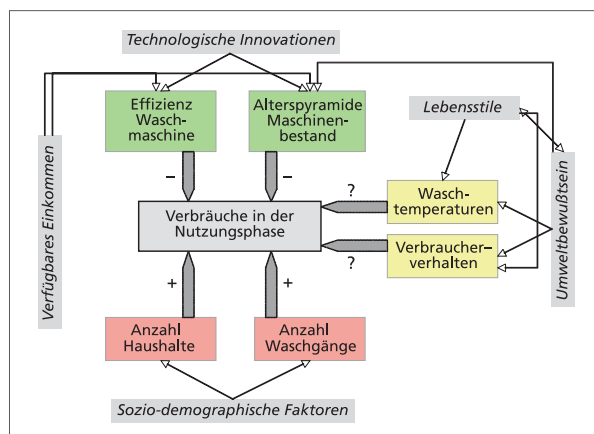 Technologische Innovationen
Effizienz
Wasch-
maschine
Alterspyramide
Maschinen-
bestand
Lebensstile
Verfügbares Einkommen
–
–
?
Wasch-
temperaturen
Verbräuche in der
Nutzungsphase
Verbraucher–
verhalten
?
Umweltbewußtsein
+
+
Anzahl
Haushalte
Anzahl
Waschgänge
Sozio-demographische Faktoren